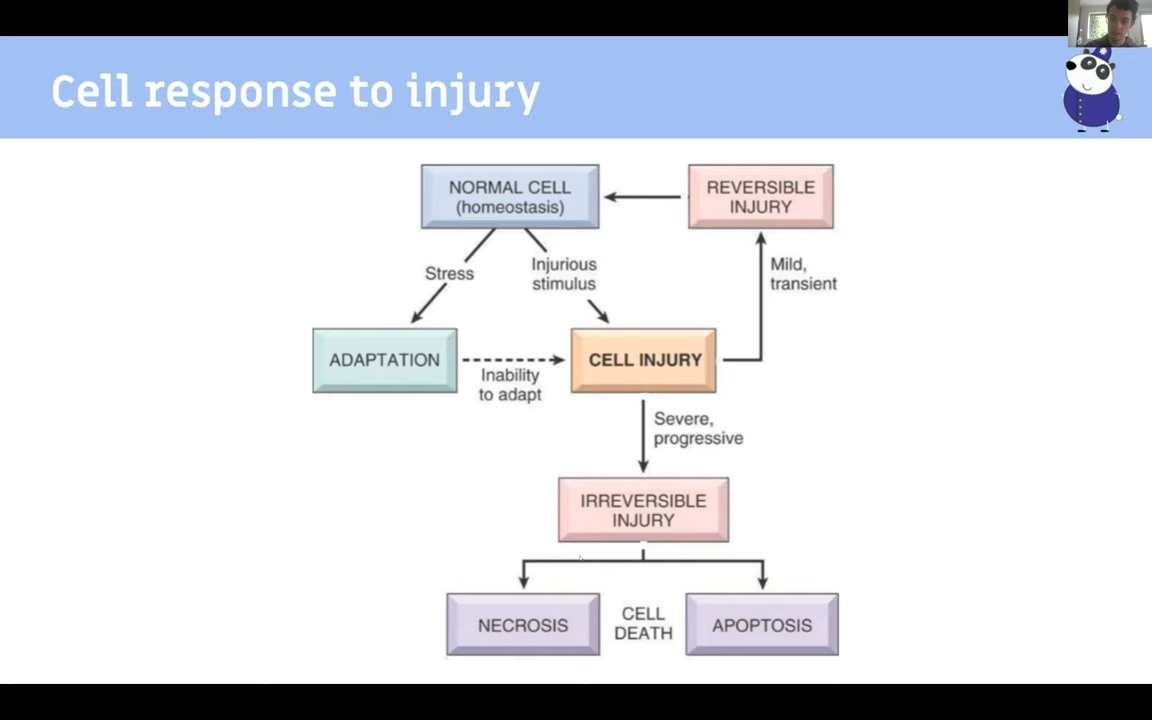 Cell response to injury
NORMAL CELL
(homeostasis)
REVERSIBLE
INJURY
Stress
Injurious
stimulus
Mild,
transient
ADAPTATION
Inability
to adapt
CELL INJURY
Severe,
progressive
IRREVERSIBLE
INJURY
NECROSIS
CELL
DEATH
APOPTOSIS